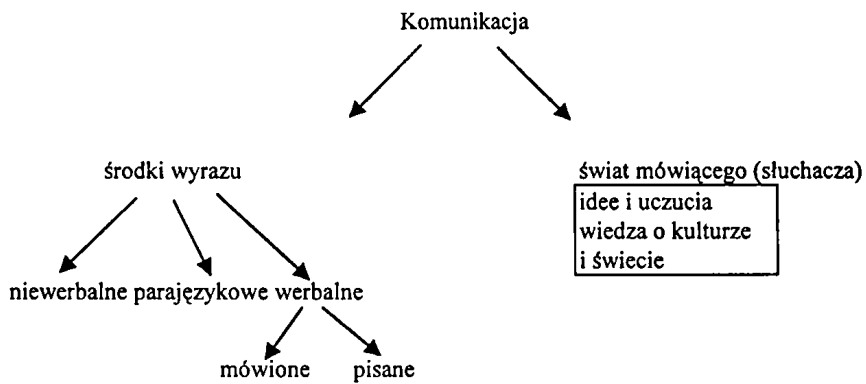 Komunikacja
środki wyrazu
świat mówiącego (słuchacza)
idee i uczucia
wiedza o kulturze
i świecie
niewerbalne parajęzykowe werbalne
mówione pisane